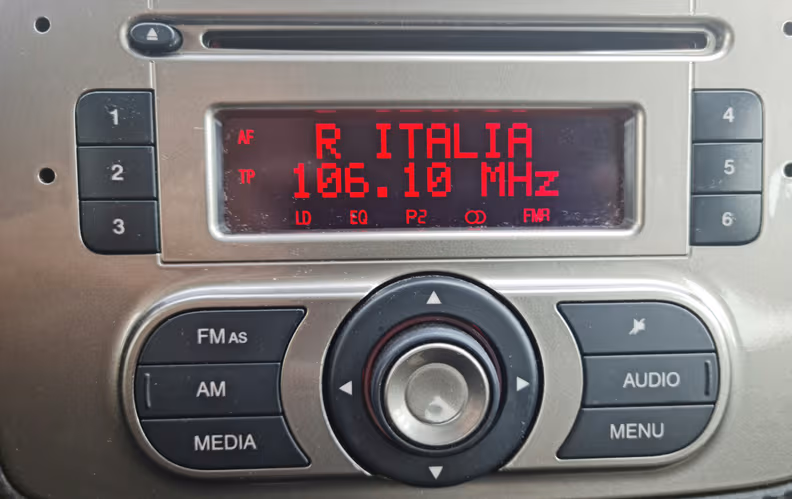 1
2
3
AF
R ITALIA
TP
106.10 MHz
LD EQ P2 FMR
4
5
6
FM AS
AM
MEDIA
AUDIO
MENU